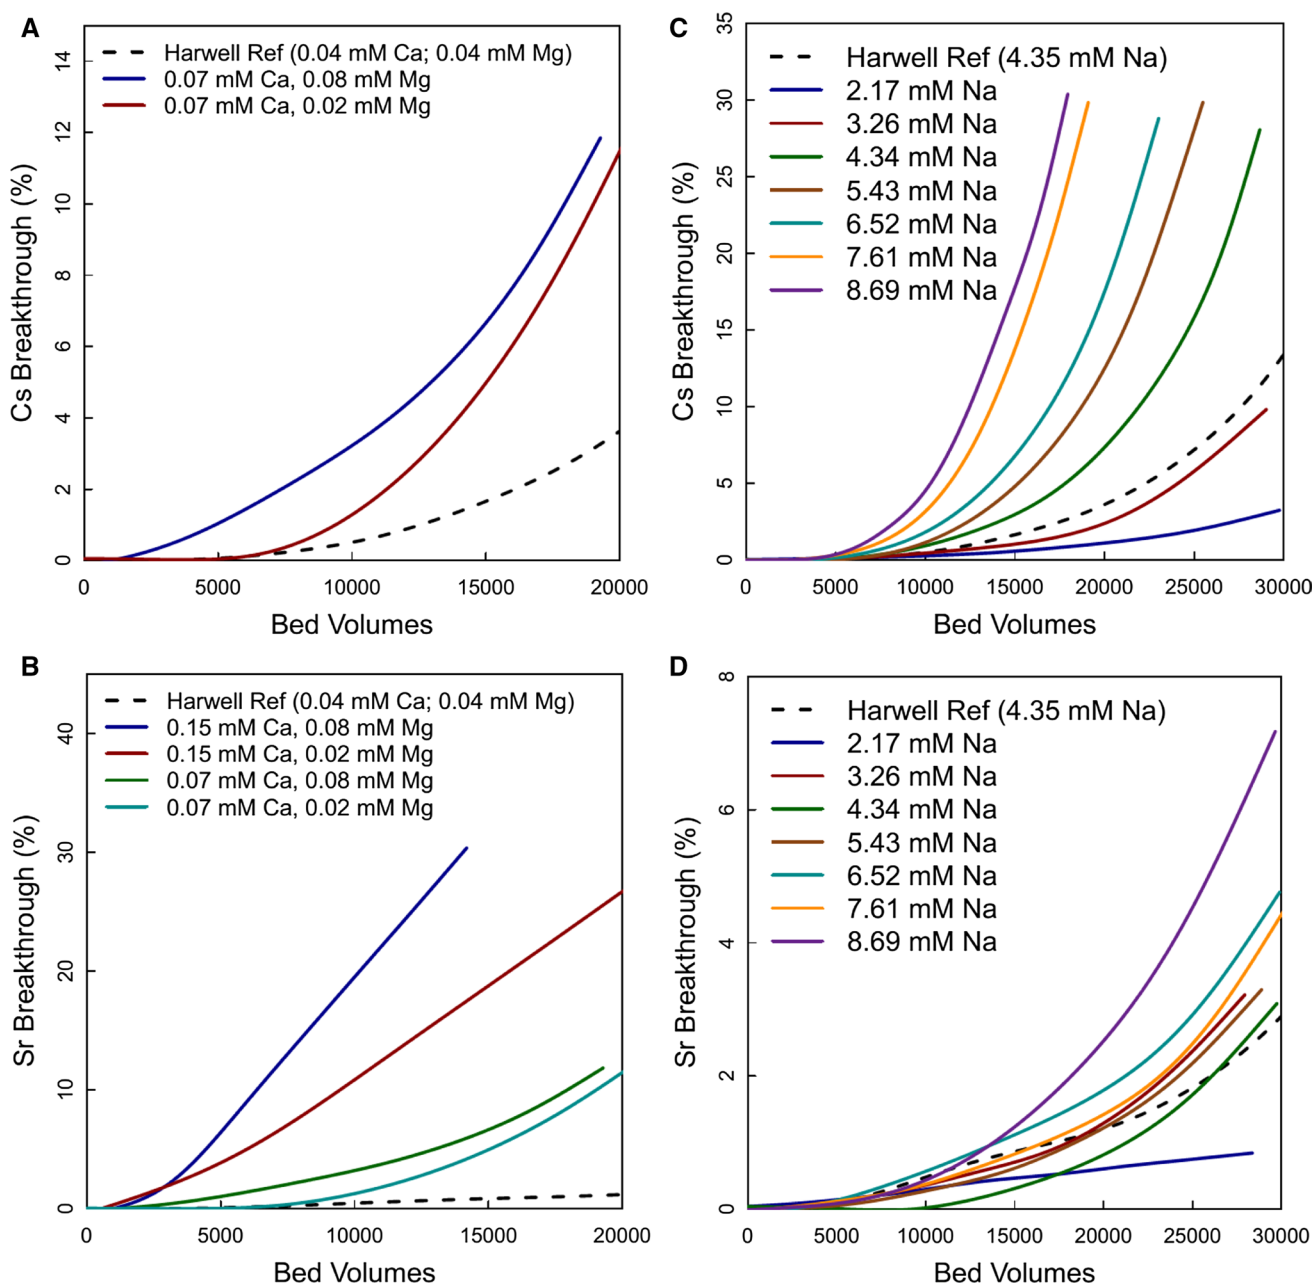 A
Harwell Ref (0.04 mM Ca; 0.04 mM Mg)
0.07 mM Ca, 0.08 mM Mg
0.07 mM Ca, 0.02 mM Mg
Cs Breakthrough (%)
14
12
10
8
6
4
2
0
0 5000 10000 15000 20000
Bed Volumes
C
Harwell Ref (4.35 mM Na)
2.17 mM Na
3.26 mM Na
4.34 mM Na
5.43 mM Na
6.52 mM Na
7.61 mM Na
8.69 mM Na
Cs Breakthrough (%)
35
30
25
20
15
10
5
0
0 5000 10000 15000 20000 25000 30000
Bed Volumes
B
Harwell Ref (0.04 mM Ca; 0.04 mM Mg)
0.15 mM Ca, 0.08 mM Mg
0.15 mM Ca, 0.02 mM Mg
0.07 mM Ca, 0.08 mM Mg
0.07 mM Ca, 0.02 mM Mg
Sr Breakthrough (%)
40
30
20
10
0
0 5000 10000 15000 20000
Bed Volumes
D
Harwell Ref (4.35 mM Na)
2.17 mM Na
3.26 mM Na
4.34 mM Na
5.43 mM Na
6.52 mM Na
7.61 mM Na
8.69 mM Na
Sr Breakthrough (%)
8
6
4
2
0
0 5000 10000 15000 20000 25000 30000
Bed Volumes